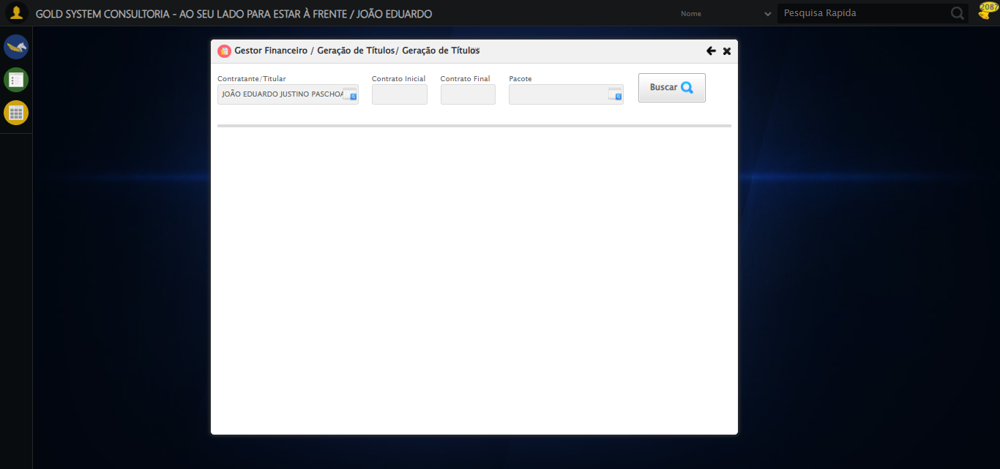 GOLD SYSTEM CONSULTORIA - AO SEU LADO PARA ESTAR À FRENTE / JOÃO EDUARDO
Nome
Pesquisa Rapida
2087
Gestor Financeiro / Geração de Títulos/ Geração de Títulos
Contratante/Titular
Contrato Inicial
Contrato Final
Pacote
JOÃO EDUARDO JUSTINO PASCHOA
Buscar